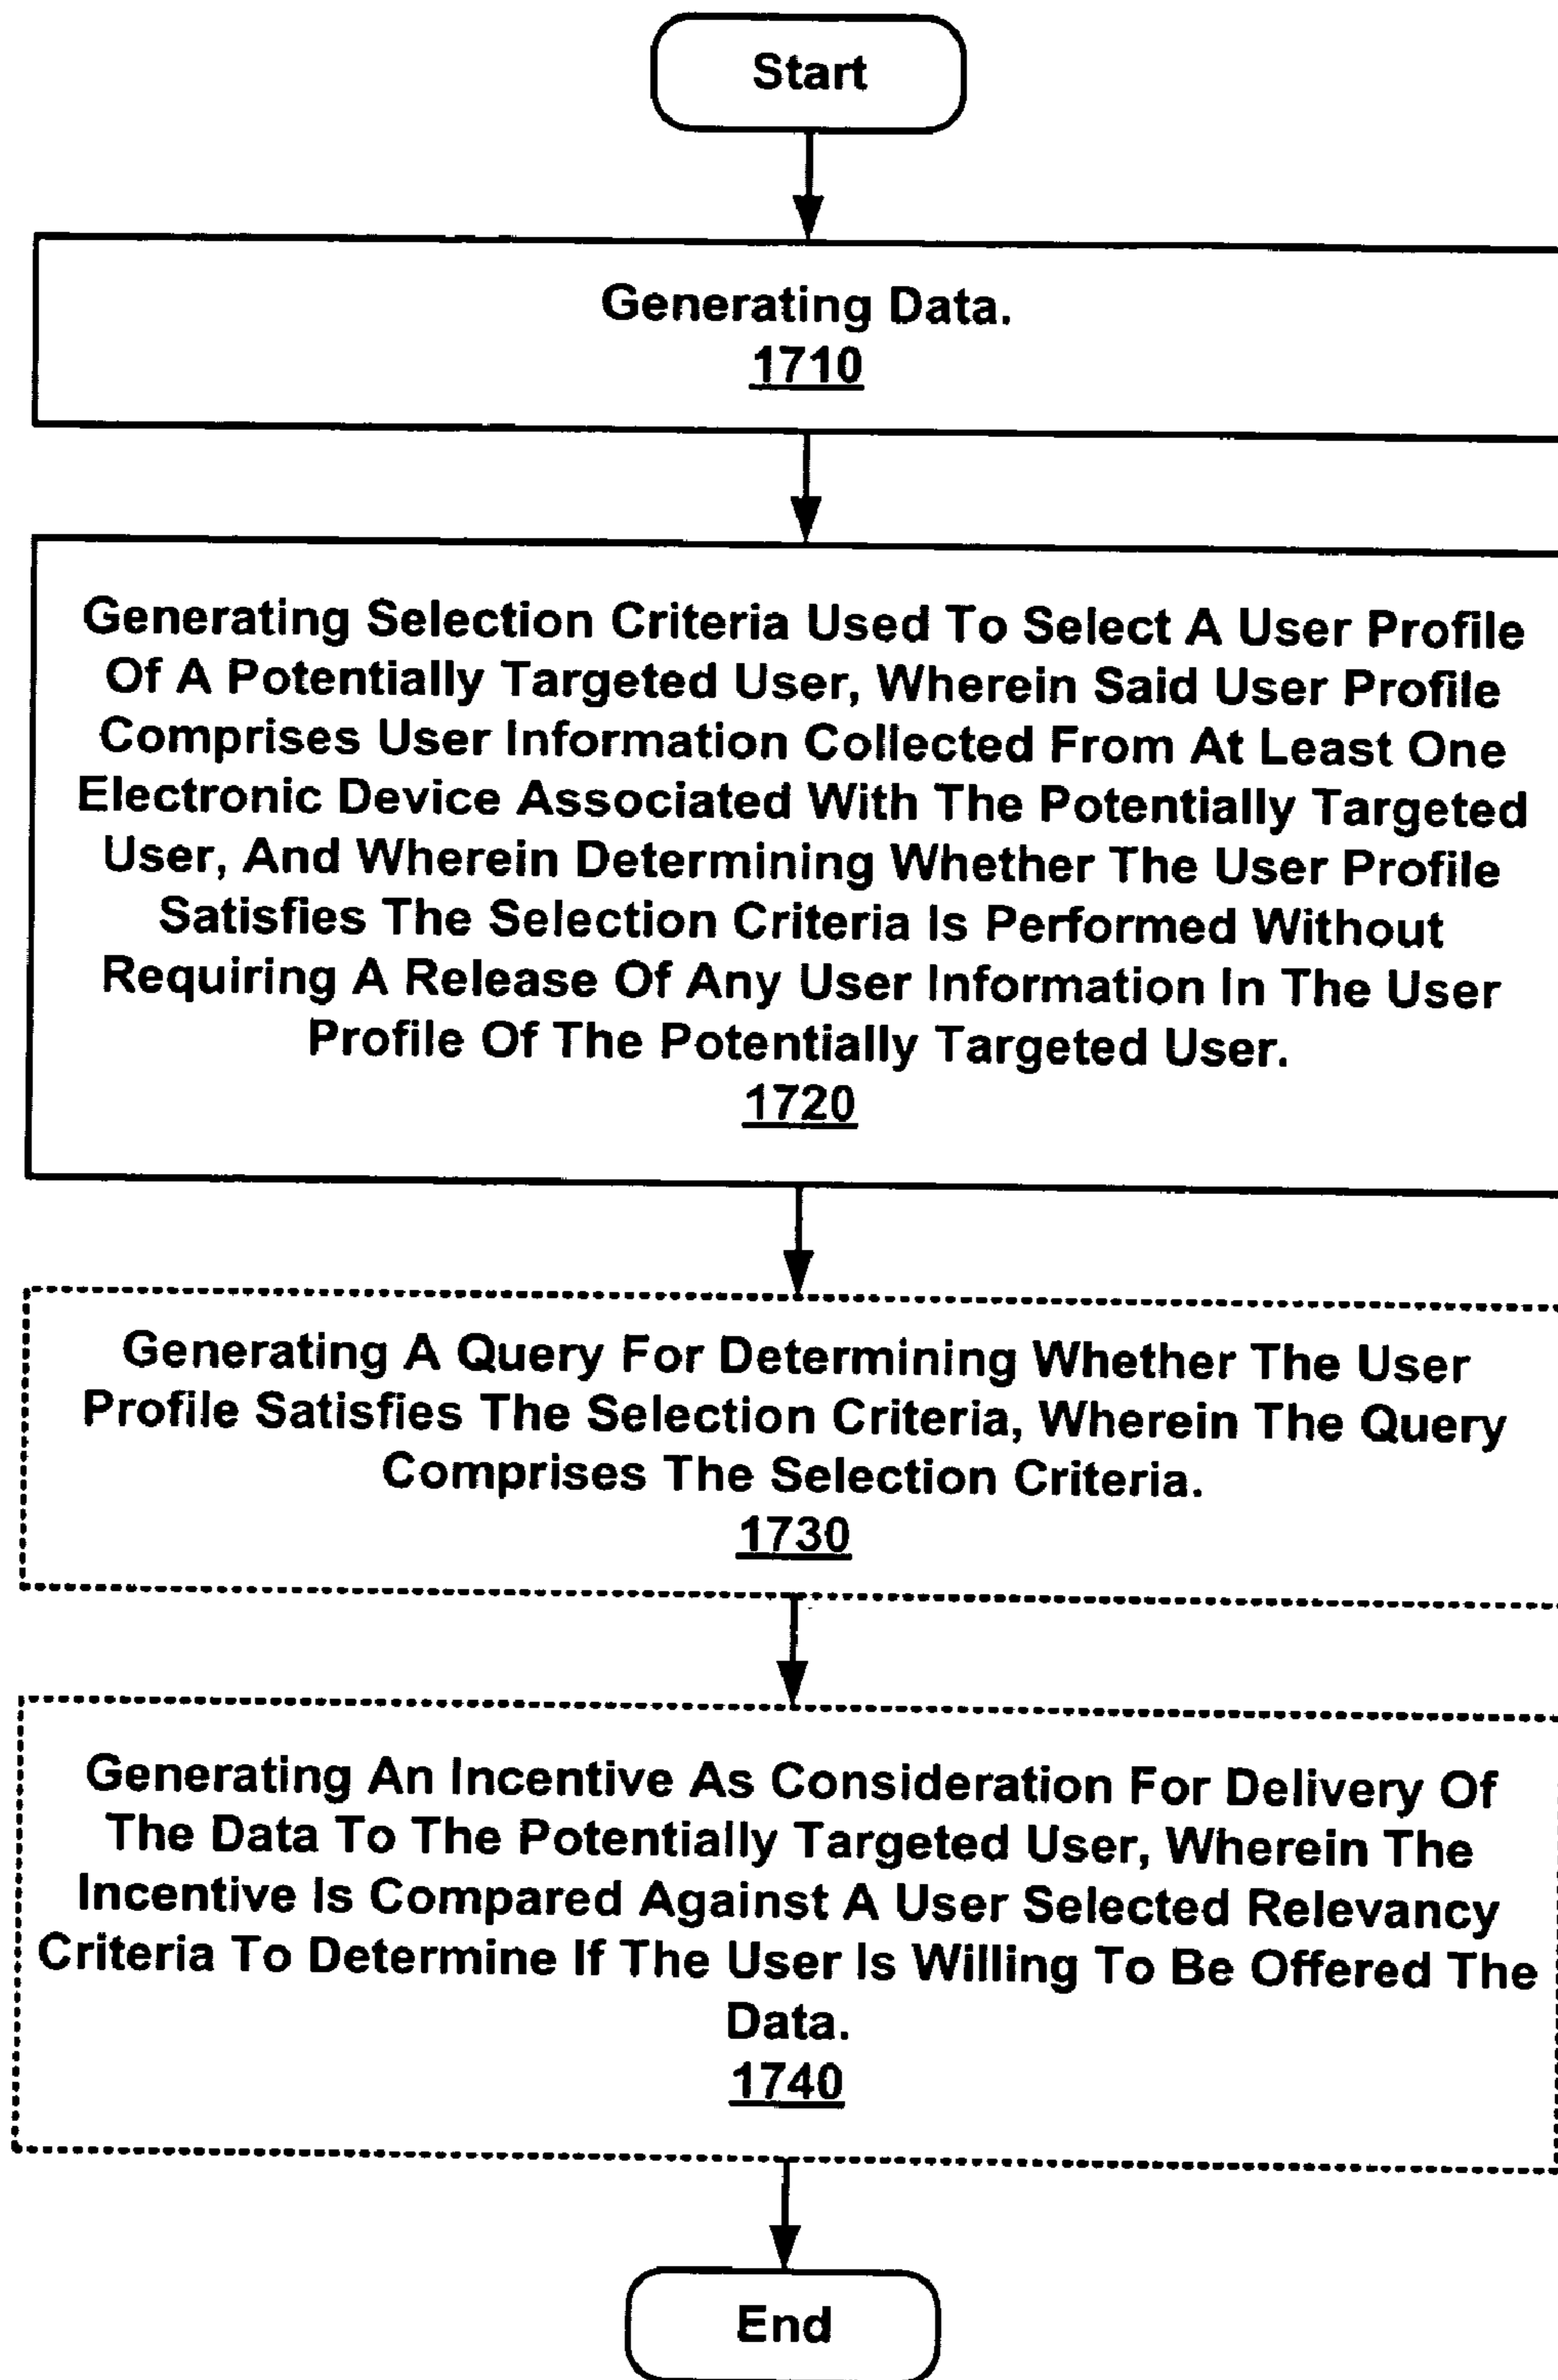 Start
Generating Data.
1710
Generating Selection Criteria Used To Select A User Profile
Of A Potentially Targeted User, Wherein Said User Profile
Comprises User Information Collected From At Least One
Electronic Device Associated With The Potentially Targeted
User, And Wherein Determining Whether The User Profile
Satisfies The Selection Criteria Is Performed Without
Requiring A Release Of Any User Information In The User
Profile Of The Potentially Targeted User.
1720
Generating A Query For Determining Whether The User
Profile Satisfies The Selection Criteria, Wherein The Query
Comprises The Selection Criteria.
1730
Generating An Incentive As Consideration For Delivery Of
The Data To The Potentially Targeted User, Wherein The
Incentive Is Compared Against A User Selected Relevancy
Criteria To Determine If The User Is Willing To Be Offered The
Data.
1740
End